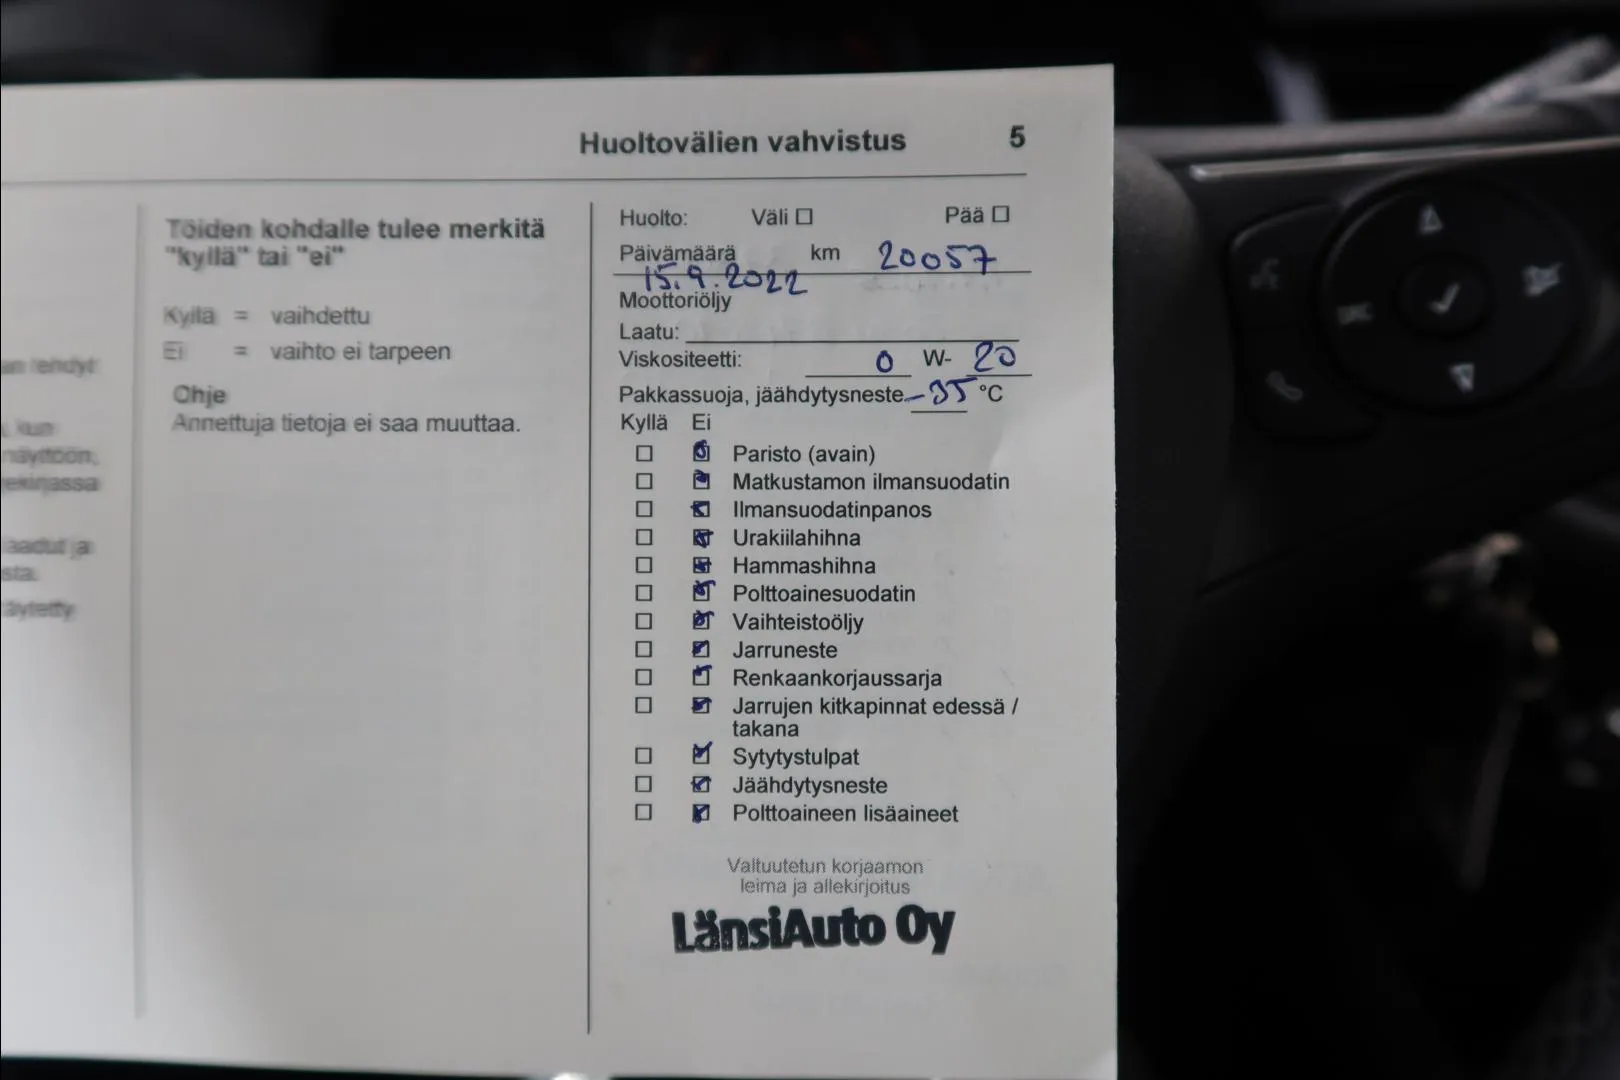 Huoltovälien vahvistus 5
Töiden kohdalle tulee merkitä
"kyllä" tai "ei"
Kyllä = vaihdettu
Ei = vaihto ei tarpeen
Ohje
Annettuja tietoja ei saa muuttaa.
näyttöön,
Huolto: Väli ☐ Pää ☐
Päivämäärä km 20057
15.9.2022
Moottoriöljy
Laatu:
Viskositeetti: 0 W- 20
Pakkassuoja, jäähdytysneste -35 °C
Kyllä Ei
Paristo (avain)
Matkustamon ilmansuodatin
Ilmansuodatinpanos
Urakiilahihna
Hammashihna
Polttoainesuodatin
Vaihteistoöljy
Jarruneste
Renkaankorjaussarja
Jarrujen kitkapinnat edessä /
takana
Sytytystulpat
Jäähdytysneste
Polttoaineen lisäaineet
Valtuutetun korjaamon
leima ja allekirjoitus
LänsiAuto Oy